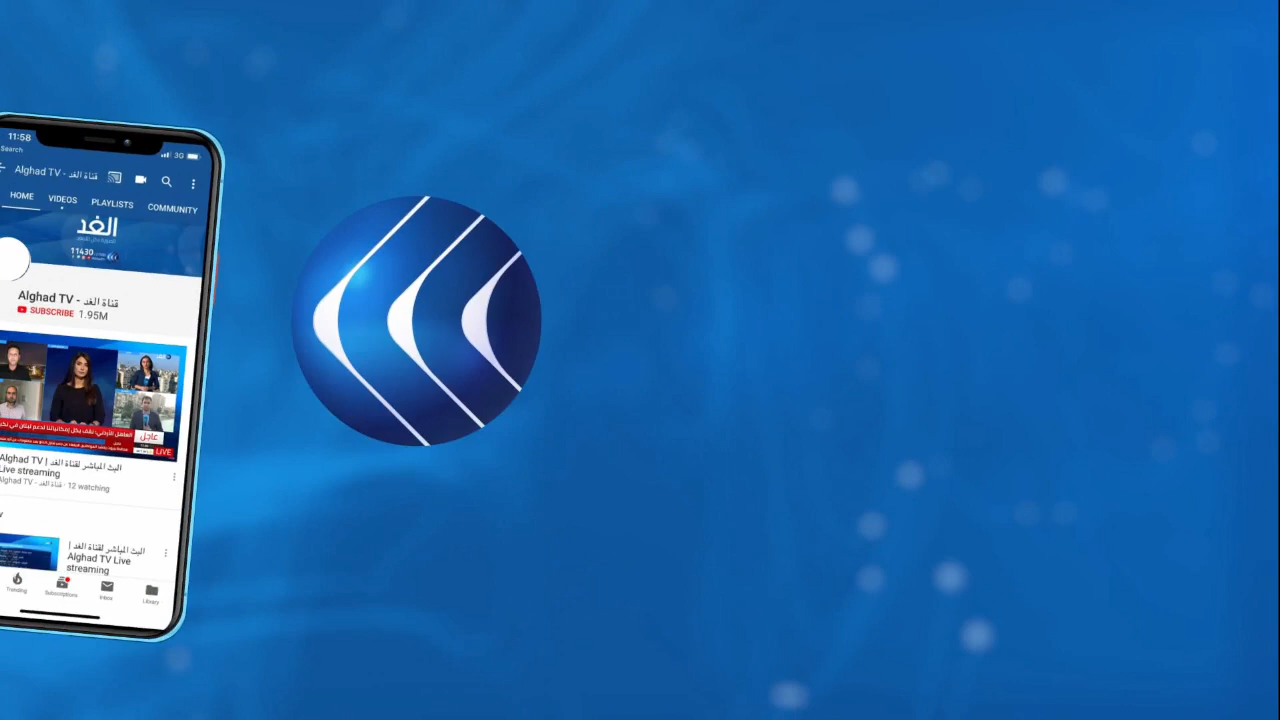 11:58
Search
3G
Alghad TV - قناة الغد
HOME VIDEOS PLAYLISTS COMMUNITY
الغد
11430
Alghad TV - قناة الغد
SUBSCRIBE 1.95M
عاجل
LIVE
Alghad TV | البث المباشر لقناة الغد
Live streaming
Alghad TV - قناة الغد · 12 watching
البث المباشر لقناة الغد |
Alghad TV Live
streaming
Trending Subscriptions Inbox Library